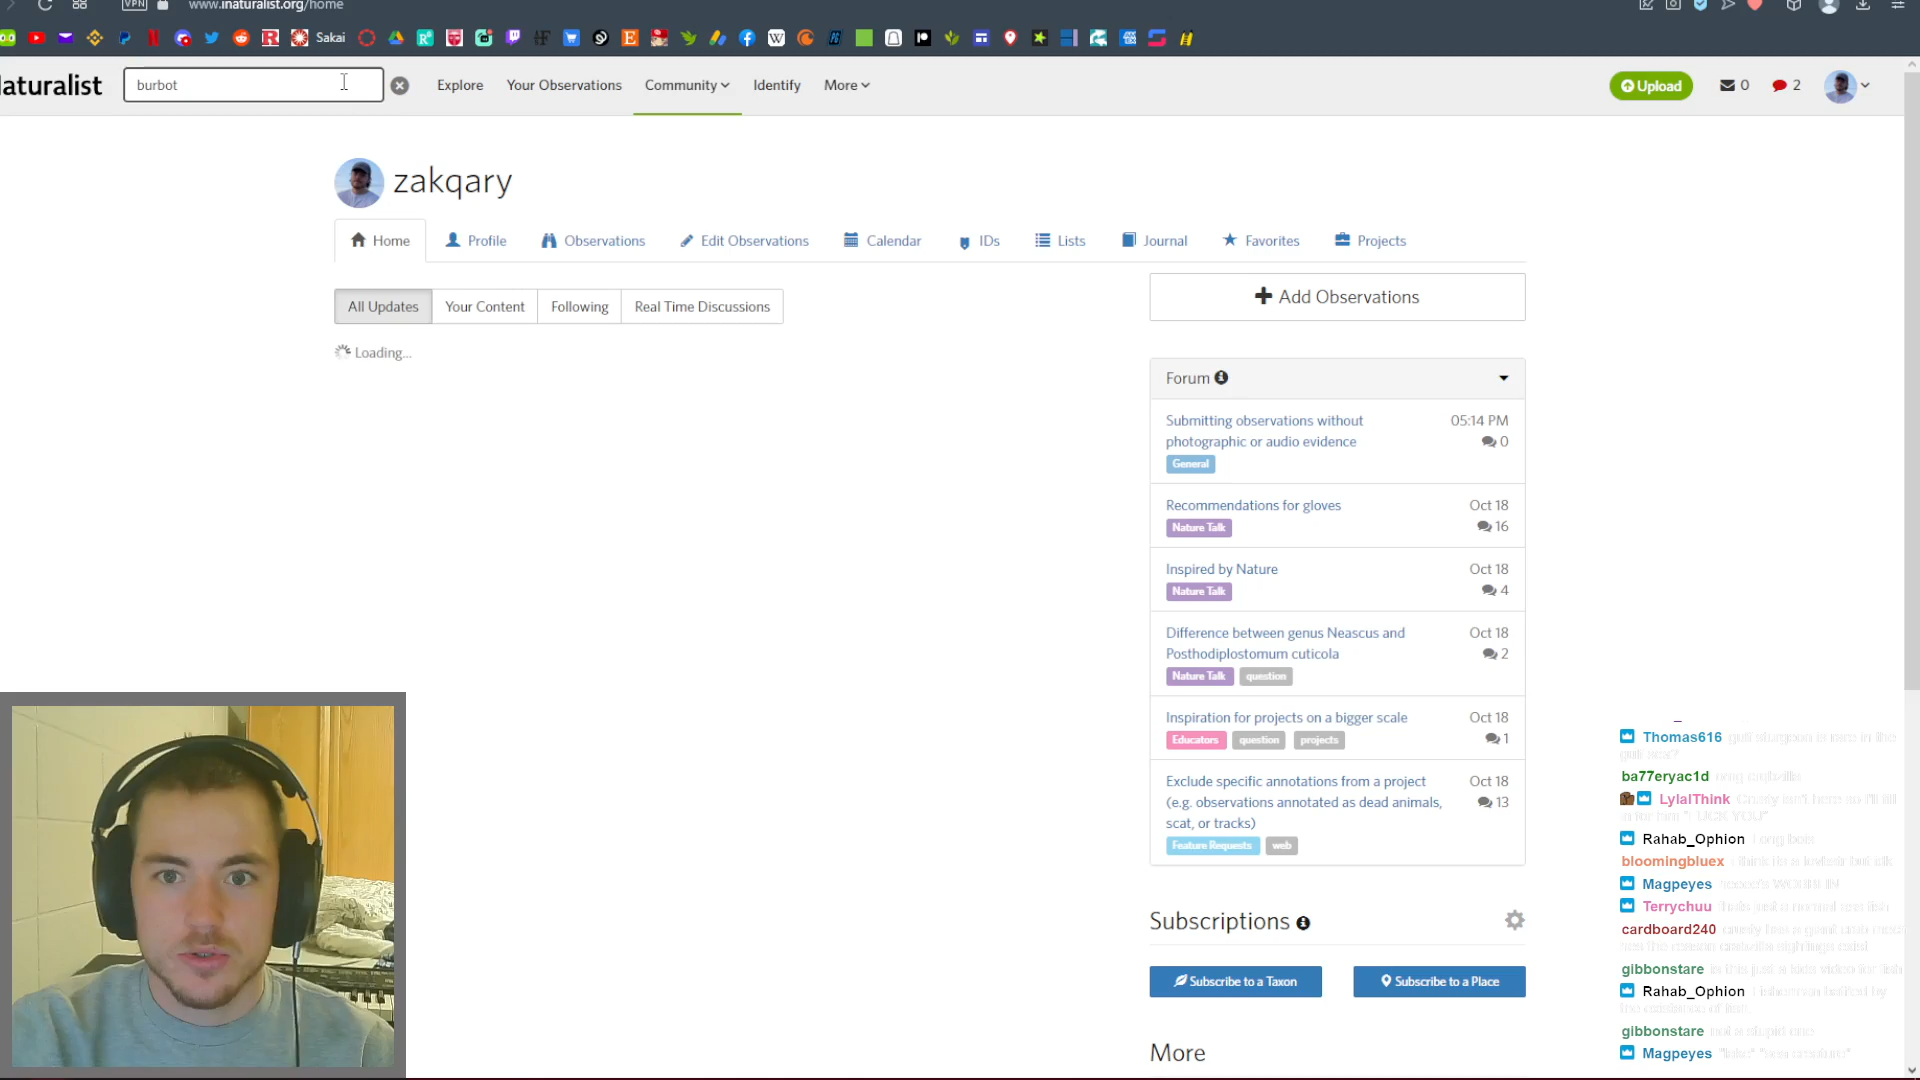 www.inaturalist.org/home
VPN
Sakai
aturalist
burbot
Explore
Your Observations
Community
Identify
More
Upload
0
2
zakqary
Home
Profile
Observations
Edit Observations
Calendar
IDs
Lists
Journal
Favorites
Projects
All Updates
Your Content
Following
Real Time Discussions
Loading...
Add Observations
Forum
Submitting observations without 05:14 PM
photographic or audio evidence 0
General
Recommendations for gloves Oct 18
Nature Talk 16
Inspired by Nature Oct 18
Nature Talk 4
Difference between genus Neascus and Oct 18
Posthodiplostomum cuticola 2
Nature Talk question
Inspiration for projects on a bigger scale Oct 18
Educators question projects 1
Exclude specific annotations from a project Oct 18
(e.g. observations annotated as dead animals, 13
scat, or tracks)
Feature Requests web
Subscriptions
Subscribe to a Taxon
Subscribe to a Place
More
Thomas616
ba77eryac1d
LylalThink
Rahab_Ophion
bloomingbluex
Magpeyes
Terrychuu
cardboard240
gibbonstare
Rahab_Ophion
gibbonstare
Magpeyes